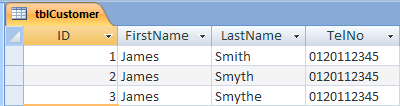 tblCustomer
ID FirstName LastName TelNo
1 James Smith 0120112345
2 James Smyth 0120112345
3 James Smythe 0120112345